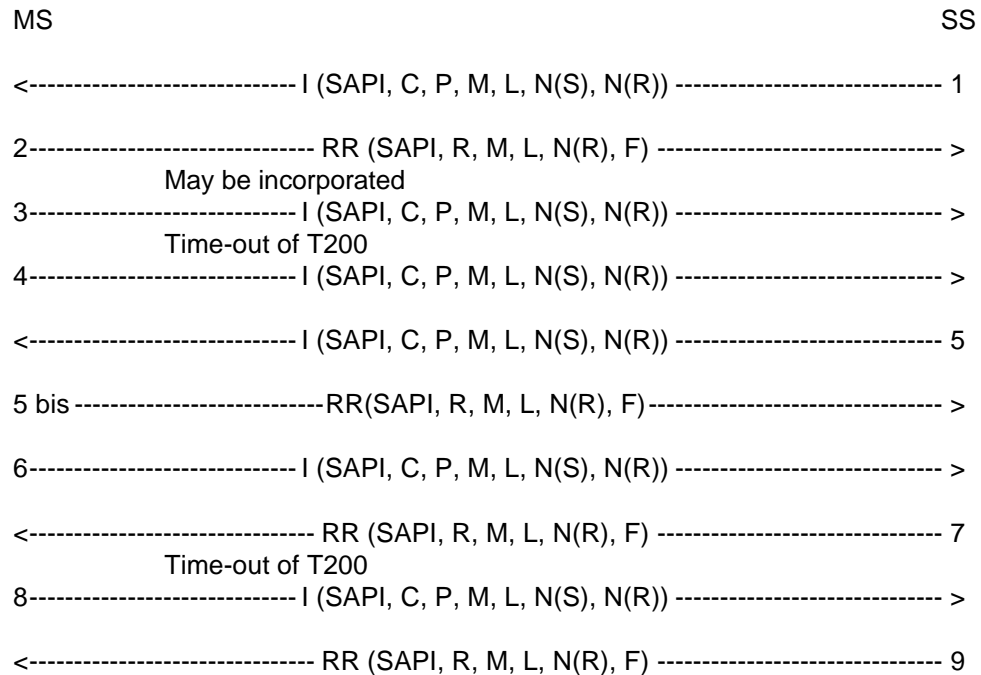 MS SS
<------------------------------ I (SAPI, C, P, M, L, N(S), N(R)) ------------------------------ 1
2-------------------------------- RR (SAPI, R, M, L, N(R), F) -------------------------------- >
May be incorporated
3------------------------------ I (SAPI, C, P, M, L, N(S), N(R)) ------------------------------ >
Time-out of T200
4------------------------------ I (SAPI, C, P, M, L, N(S), N(R)) ------------------------------ >
<------------------------------ I (SAPI, C, P, M, L, N(S), N(R)) ------------------------------ 5
5 bis ----------------------------RR(SAPI, R, M, L, N(R), F)--------------------------------- >
6------------------------------ I (SAPI, C, P, M, L, N(S), N(R)) ------------------------------ >
<-------------------------------- RR (SAPI, R, M, L, N(R), F) -------------------------------- 7
Time-out of T200
8------------------------------ I (SAPI, C, P, M, L, N(S), N(R)) ------------------------------ >
<-------------------------------- RR (SAPI, R, M, L, N(R), F) -------------------------------- 9